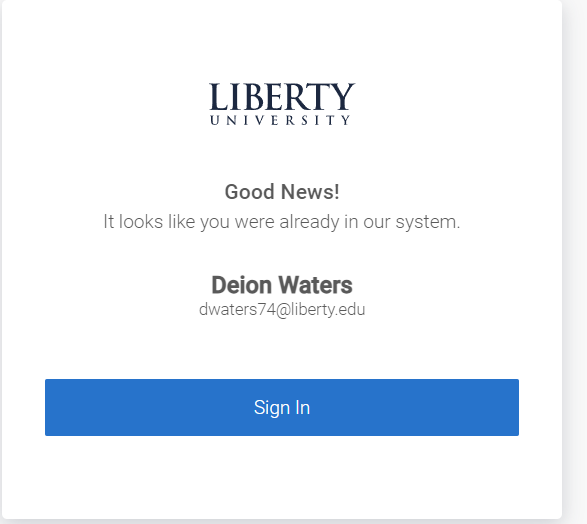 LIBERTY
UNIVERSITY
Good News!
It looks like you were already in our system.
Deion Waters
dwaters74@liberty.edu
Sign In